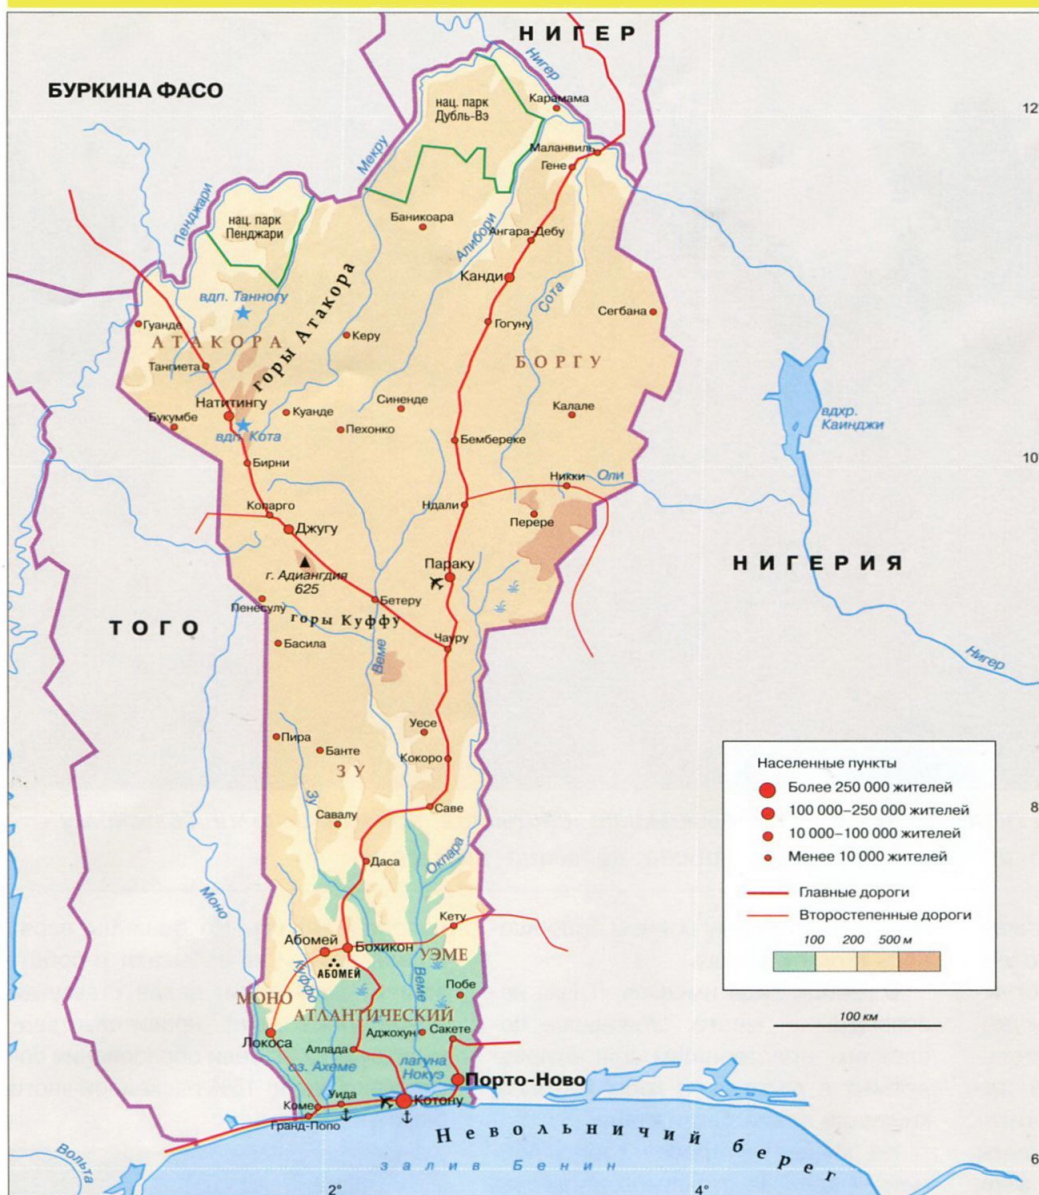 НИГЕР
БУРКИНА ФАСО
Нигер
Карамама
12
нац. парк
Дубль-Вэ
Мекру
Маланвиль
Гене
Пенджари
нац. парк
Пенджари
Баникоара
Алибори
Ангара-Дебу
Канди
Сота
вдп. Танногу
горы Атакора
Гуанде
АТАКОРА
Керу
Гогуну
Сегбана
БОРГУ
Тангиета
Натитингу
Куанде
Синенде
Калале
вдхр.
Каинджи
Букумбе
вдп. Кота
Пехонко
Бембереке
Бирни
10
Никки
Оли
Копарго
Ндали
Перере
Джугу
Параку
НИГЕРИЯ
г. Адиангдия
625
Пенесулу
Бетеру
горы Куффу
ТОГО
Басила
Веме
Чауру
Нигер
Уесе
Пира
Банте
Кокоро
ЗУ
Зу
Саве
Савалу
8
Населенные пункты
Более 250 000 жителей
100 000–250 000 жителей
10 000–100 000 жителей
Менее 10 000 жителей
Главные дороги
Второстепенные дороги
100 200 500 м
100 км
Даса
Окпара
Моно
Кету
Абомей
Бохикон
УЭМЕ
АБОМЕЙ
Куффо
Веме
Побе
МОНО
АТЛАНТИЧЕСКИЙ
Аджохун
Сакете
Локоса
Аллада
оз. Ахеме
лагуна
Нокуэ
Порто-Ново
Уида
Коме
Котону
Гранд-Попо
Невольничий берег
Вольта
залив Бенин
6
2°
4°